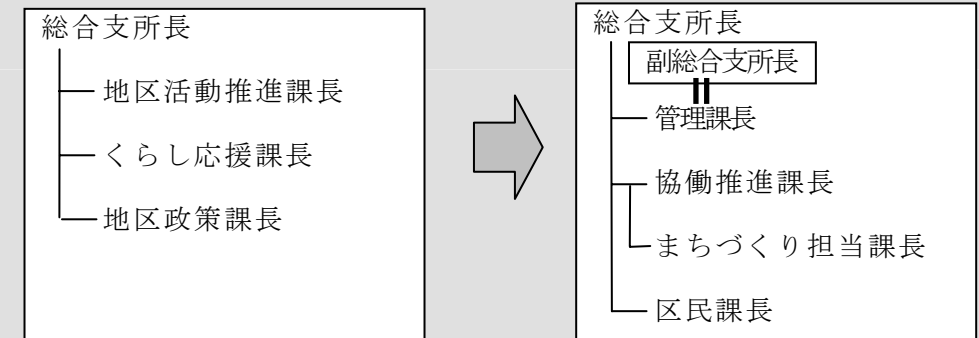 総合支所長
地区活動推進課長
くらし応援課長
地区政策課長
総合支所長
副総合支所長
管理課長
協働推進課長
まちづくり担当課長
区民課長